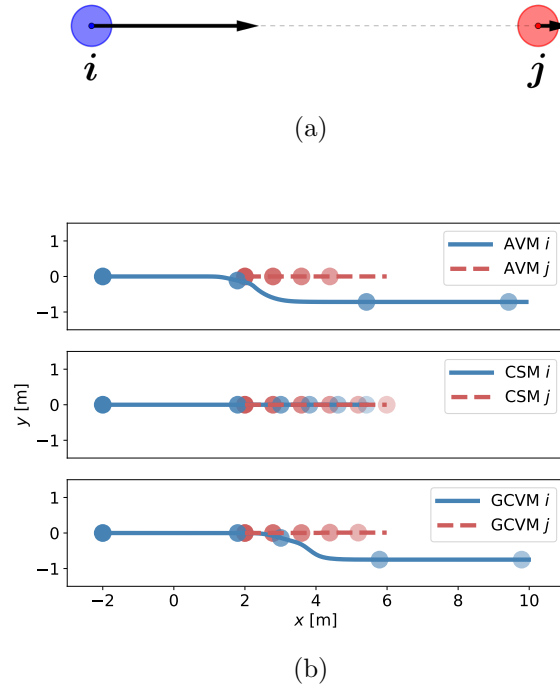 i
j
(a)
1
0
−1
AVM i
AVM j
1
0
−1
y [m]
CSM i
CSM j
1
0
−1
GCVM i
GCVM j
−2
0
2
4
6
8
10
x [m]
(b)